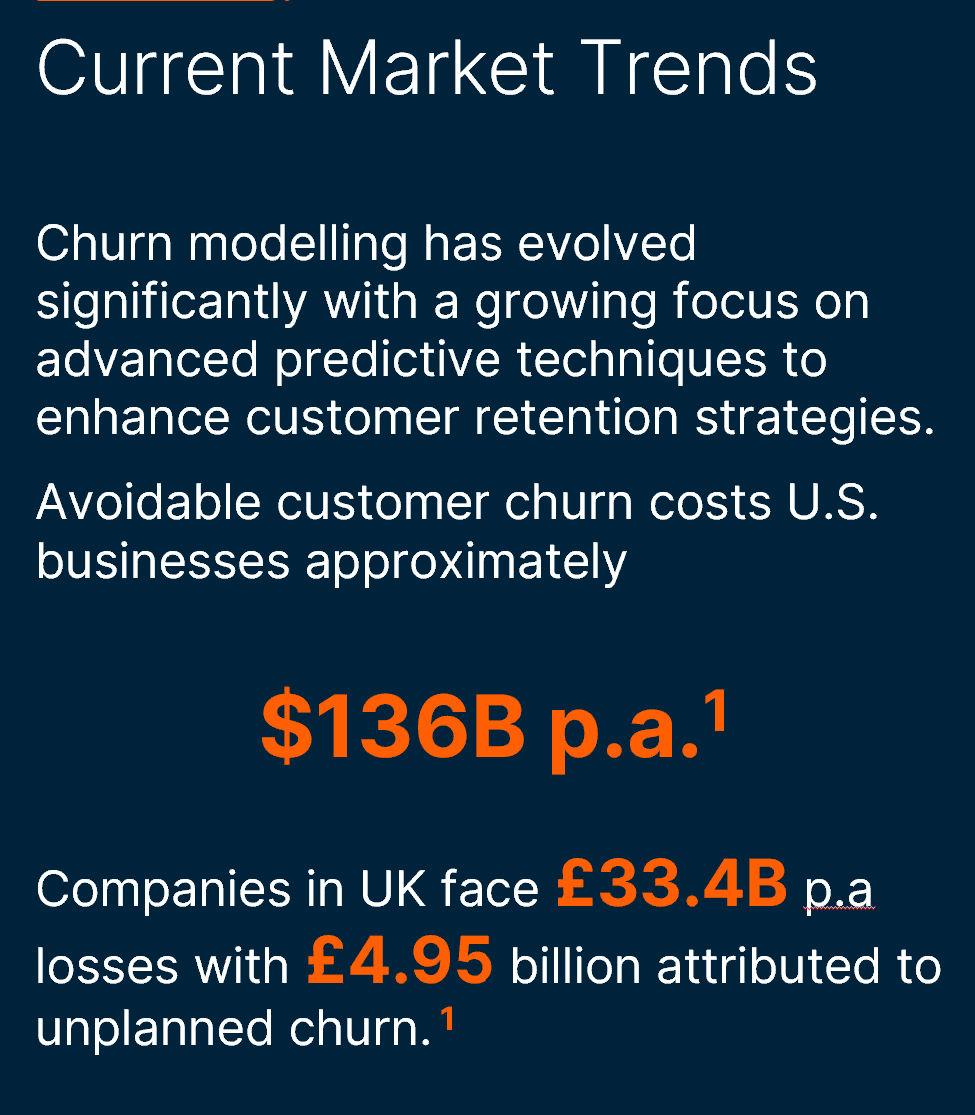 Current Market Trends
Churn modelling has evolved
significantly with a growing focus on
advanced predictive techniques to
enhance customer retention strategies.
Avoidable customer churn costs U.S.
businesses approximately
$136B p.a.¹
Companies in UK face £33.4B p.a
losses with £4.95 billion attributed to
unplanned churn.¹